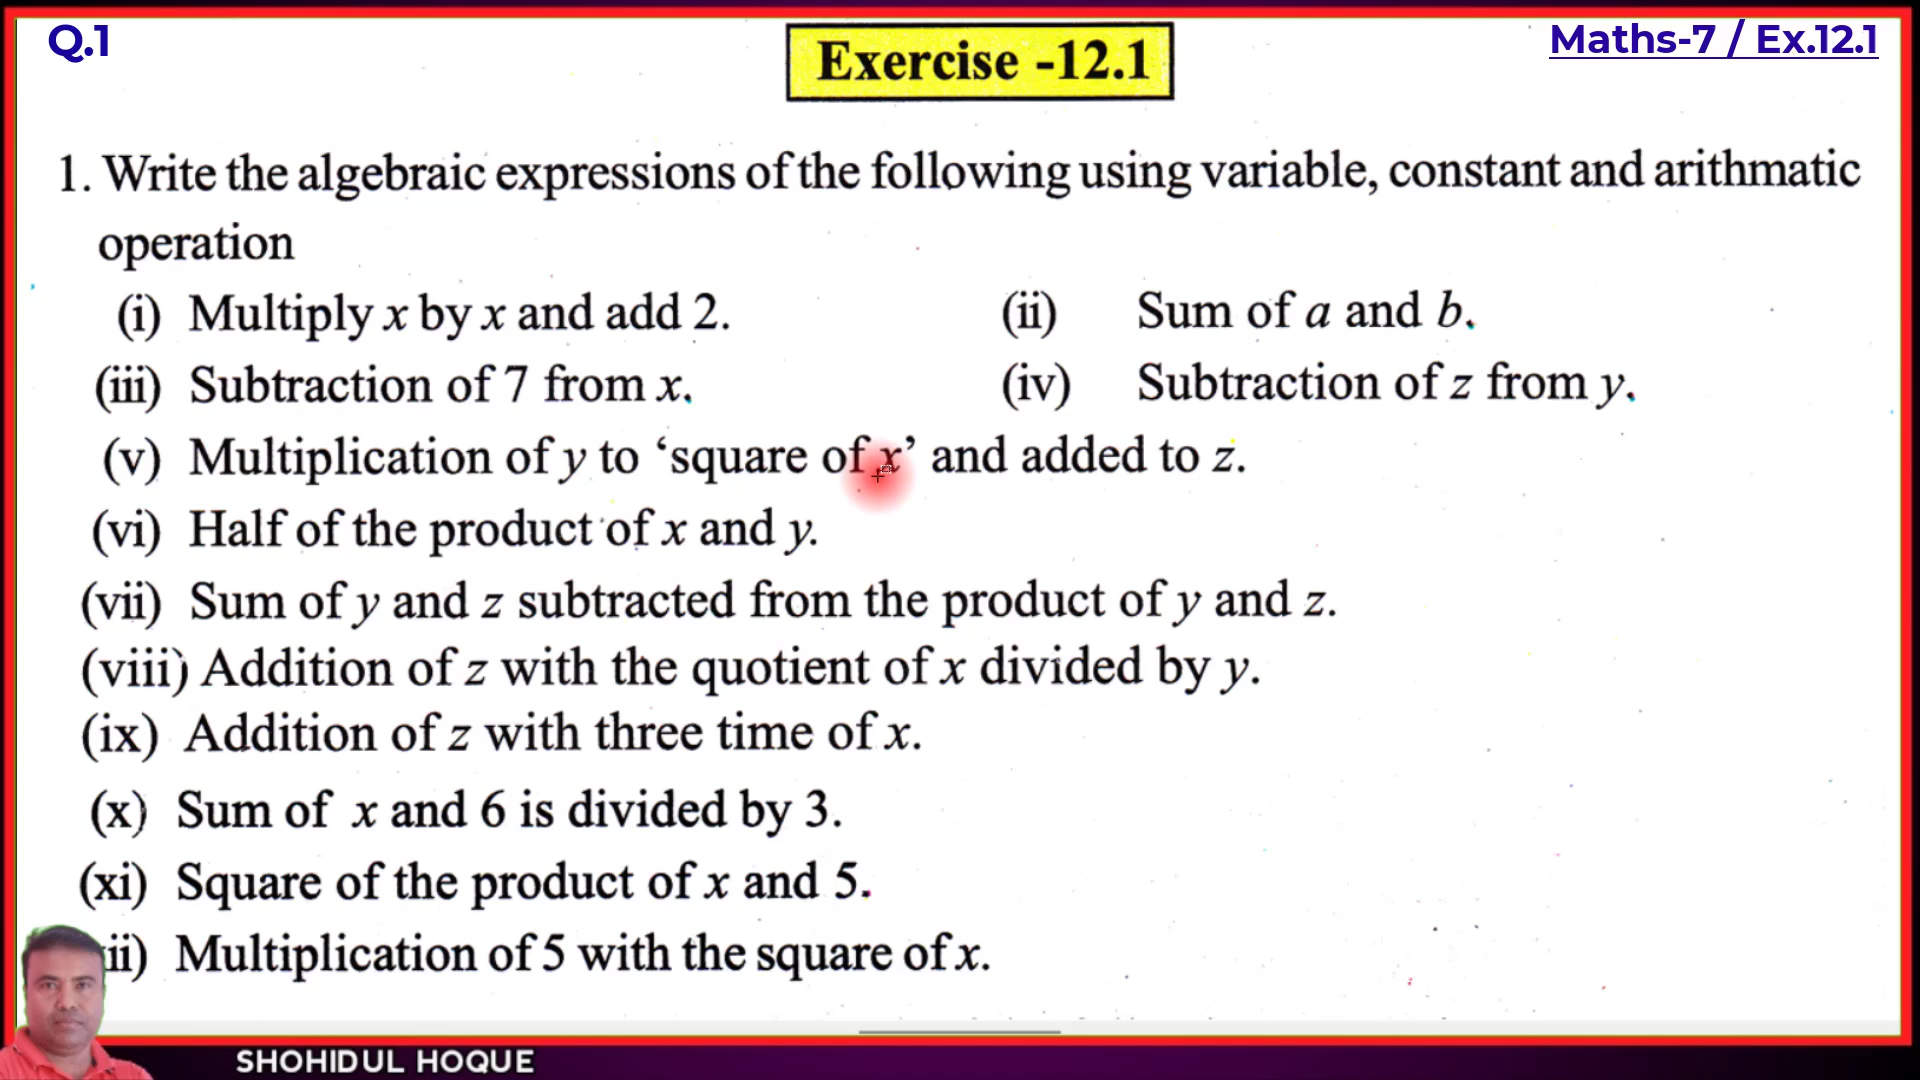 Q.1
Exercise -12.1
Maths-7 / Ex.12.1
1. Write the algebraic expressions of the following using variable, constant and arithmatic
operation
(i) Multiply x by x and add 2. (ii) Sum of a and b.
(iii) Subtraction of 7 from x. (iv) Subtraction of z from y.
(v) Multiplication of y to ‘square of x’ and added to z.
(vi) Half of the product of x and y.
(vii) Sum of y and z subtracted from the product of y and z.
(viii) Addition of z with the quotient of x divided by y.
(ix) Addition of z with three time of x.
(x) Sum of x and 6 is divided by 3.
(xi) Square of the product of x and 5.
ii) Multiplication of 5 with the square of x.
SHOHIDUL HOQUE